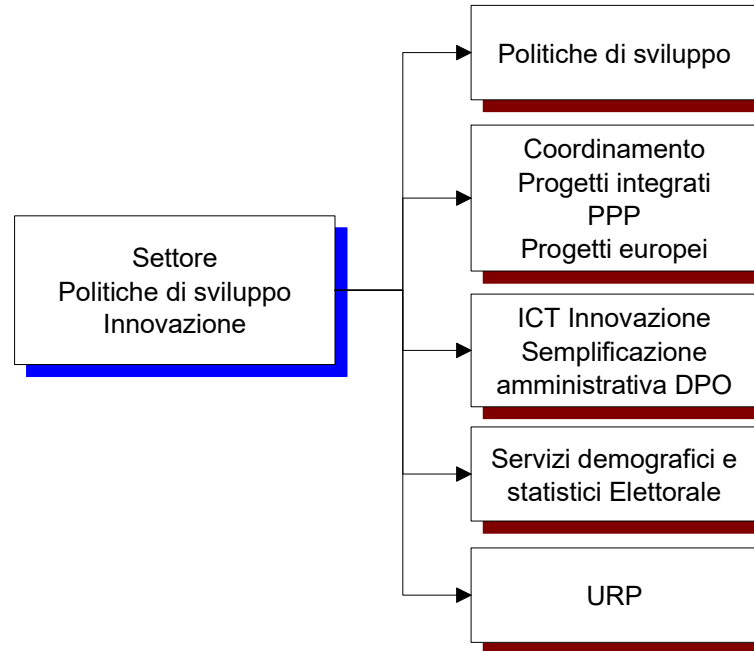 Politiche di sviluppo
Coordinamento
Progetti integrati
PPP
Progetti europei
Settore
Politiche di sviluppo
Innovazione
ICT Innovazione
Semplificazione
amministrativa DPO
Servizi demografici e
statistici Elettorale
URP